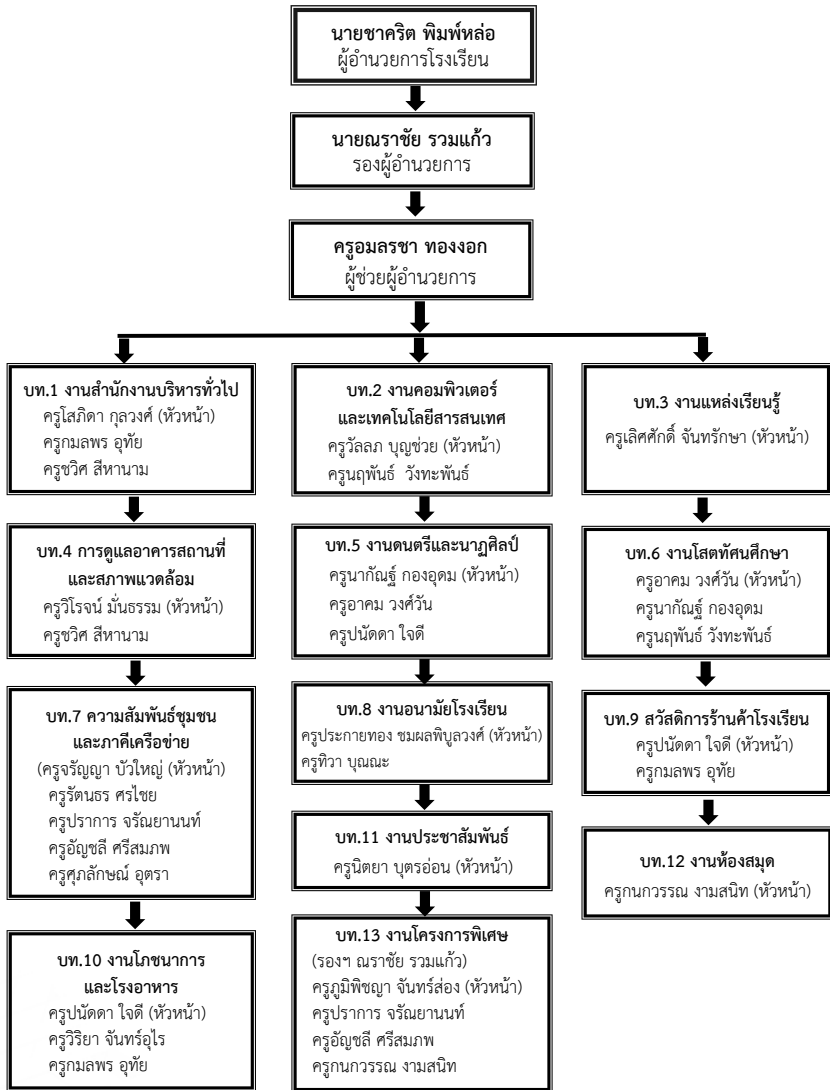 นายชาคริต พิมพ์หล่อ
ผู้อำนวยการโรงเรียน
นายณราชัย รวมแก้ว
รองผู้อำนวยการ
ครูอมลรชา ทองงอก
ผู้ช่วยผู้อำนวยการ
บท.1 งานสำนักงานบริหารทั่วไป
ครูโสภิดา กุลวงศ์ (หัวหน้า)
ครูกมลพร อุทัย
ครูชวิศ สีหานาม
บท.2 งานคอมพิวเตอร์
และเทคโนโลยีสารสนเทศ
ครูวัลลภ บุญช่วย (หัวหน้า)
ครูนฤพันธ์ วังทะพันธ์
บท.3 งานแหล่งเรียนรู้
ครูเลิศศักดิ์ จันทรักษา (หัวหน้า)
บท.4 การดูแลอาคารสถานที่
และสภาพแวดล้อม
ครูวิโรจน์ มั่นธรรม (หัวหน้า)
ครูชวิศ สีหานาม
บท.5 งานดนตรีและนาฏศิลป์
ครูนากัณฐ์ กองอุดม (หัวหน้า)
ครูอาคม วงศ์วัน
ครูปนัดดา ใจดี
บท.6 งานโสตทัศนศึกษา
ครูอาคม วงศ์วัน (หัวหน้า)
ครูนากัณฐ์ กองอุดม
ครูนฤพันธ์ วังทะพันธ์
บท.7 ความสัมพันธ์ชุมชน
และภาคีเครือข่าย
(ครูจรัญญา บัวใหญ่ (หัวหน้า)
ครูรัตนธร ศรไชย
ครูปราการ จรัณยานนท์
ครูอัญชลี ศรีสมภพ
ครูศุภลักษณ์ อุตรา
บท.8 งานอนามัยโรงเรียน
ครูประกายทอง ชมผลพิบูลวงศ์ (หัวหน้า)
ครูทิวา บุณณะ
บท.9 สวัสดิการร้านค้าโรงเรียน
ครูปนัดดา ใจดี (หัวหน้า)
ครูกมลพร อุทัย
บท.10 งานโภชนาการ
และโรงอาหาร
ครูปนัดดา ใจดี (หัวหน้า)
ครูวิริยา จันทร์อุไร
ครูกมลพร อุทัย
บท.11 งานประชาสัมพันธ์
ครูนิตยา บุตรอ่อน (หัวหน้า)
บท.12 งานห้องสมุด
ครูกนกวรรณ งามสนิท (หัวหน้า)
บท.13 งานโครงการพิเศษ
(รองฯ ณราชัย รวมแก้ว)
ครูภูมิพิชญา จันทร์ส่อง (หัวหน้า)
ครูปราการ จรัณยานนท์
ครูอัญชลี ศรีสมภพ
ครูกนกวรรณ งามสนิท